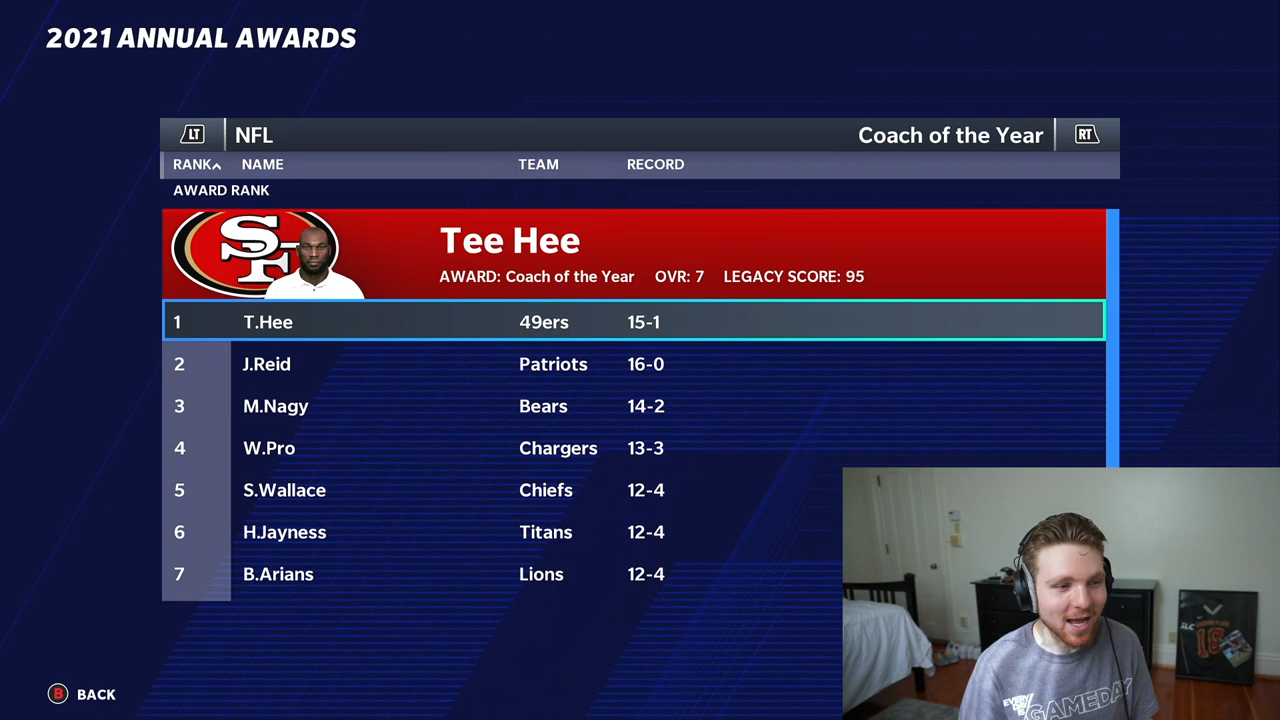 2021 ANNUAL AWARDS
LT NFL Coach of the Year RT
RANK NAME TEAM RECORD
AWARD RANK
SF
Tee Hee
AWARD: Coach of the Year OVR: 7 LEGACY SCORE: 95
1 T.Hee 49ers 15-1
2 J.Reid Patriots 16-0
3 M.Nagy Bears 14-2
4 W.Pro Chargers 13-3
5 S.Wallace Chiefs 12-4
6 H.Jayness Titans 12-4
7 B.Arians Lions 12-4
GAMEDAY
B BACK